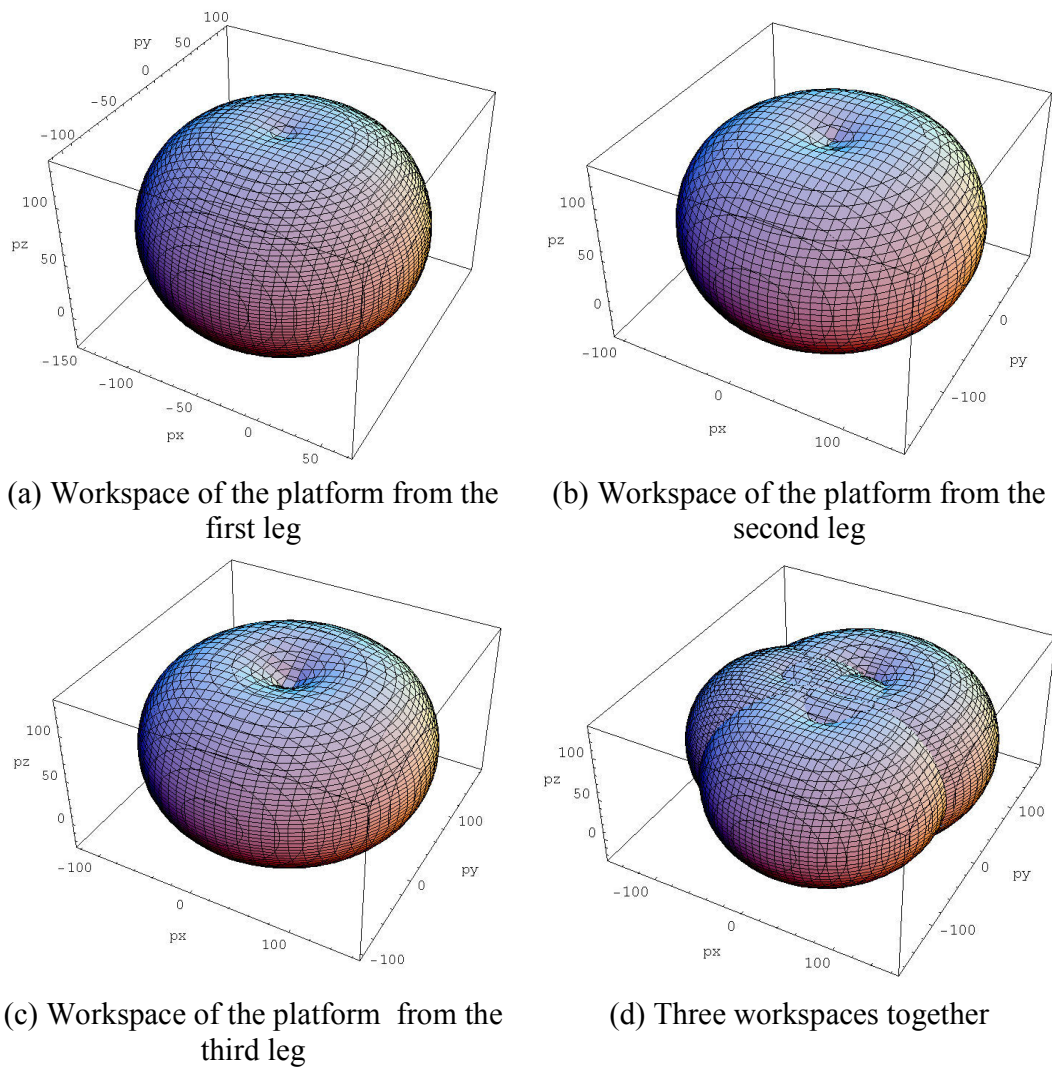 100
50
py
0
-50
-100
100
pz
50
0
-150
-100
-50
px
0
50
(a) Workspace of the platform from the
first leg
100
pz
50
0
-100
0
px
100
0
py
-100
(b) Workspace of the platform from the
second leg
100
pz
50
0
-100
0
px
100
100
py
0
-100
(c) Workspace of the platform from the
third leg
100
pz
50
0
-100
0
px
100
100
0
py
-100
(d) Three workspaces together